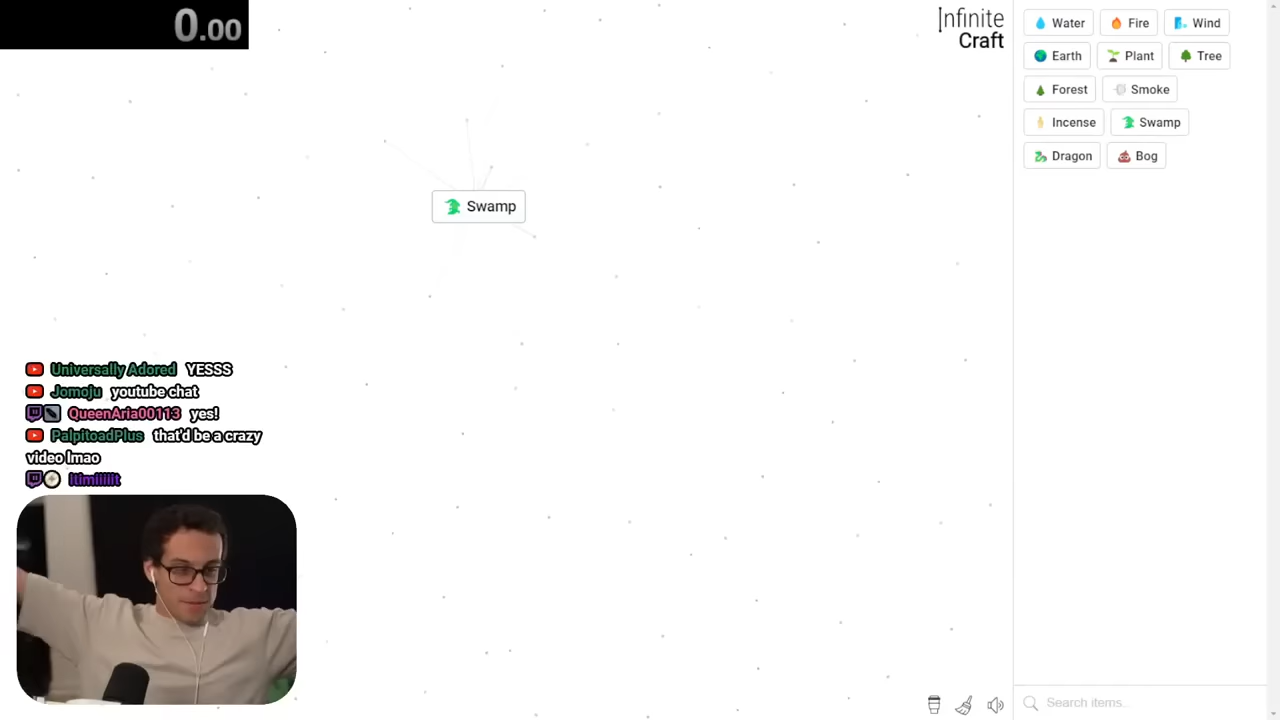 0.00
Infinite
Craft
Water
Fire
Wind
Earth
Plant
Tree
Forest
Smoke
Incense
Swamp
Dragon
Bog
Swamp
Universally Adored YESSS
Jomoju youtube chat
QueenAria00113 yes!
PalpitoadPlus that'd be a crazy
video lmao
Search items...